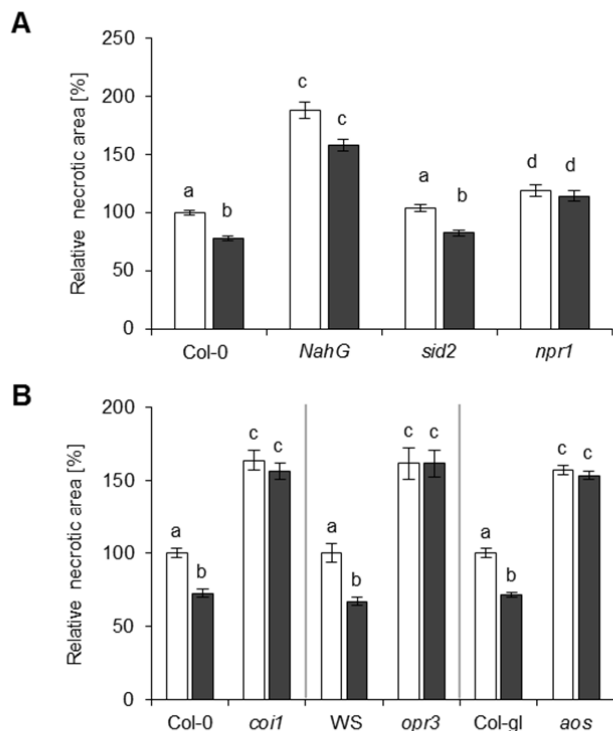 A
Relative necrotic area [%]
250
200
150
100
50
0
a
b
c
c
a
b
d
d
Col-0
NahG
sid2
npr1
B
Relative necrotic area [%]
200
150
100
50
0
a
b
c
c
a
b
c
c
a
b
c
c
Col-0
coi1
WS
opr3
Col-gl
aos